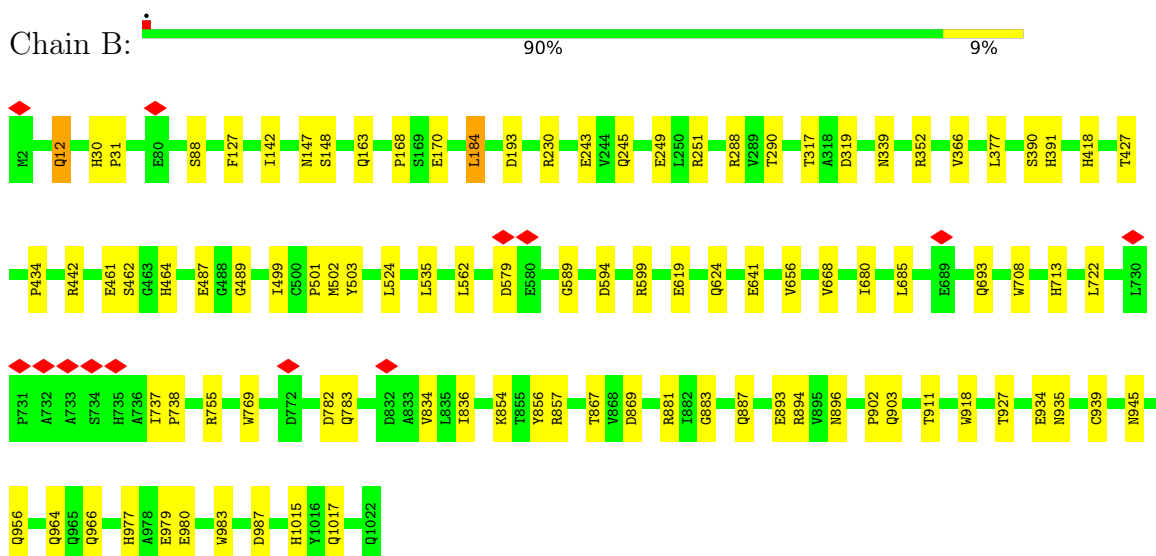 Chain B:
90% 9%
M2 Q12 H30 P31 E80 S88 F127 I142 N147 S148 Q163 P168 S169 E170 L184 D193 R230 E243 V244 Q245 E249 L250 R251 R288 V289 T290 T317 A318 D319 N339 R352 V366 L377 S390 H391 H418 T427
P434 R442 E461 S462 G463 H464 E487 G488 G489 I499 C500 P501 M502 Y503 L524 L535 L562 D579 E580 G589 D594 R599 E619 Q624 E641 V656 V668 I680 L685 E689 Q693 W708 H713 L722 L730
P731 A732 A733 S734 H735 A736 I737 P738 R755 W769 D772 D782 Q783 D832 A833 V834 L835 I836 K854 T855 Y856 R857 T867 V868 D869 R881 I882 G883 Q887 E893 R894 V895 N896 P902 Q903 T911 W918 T927 E934 N935 C939 N945
Q956 Q964 Q965 Q966 H977 A978 E979 E980 W983 D987 H1015 Y1016 Q1017 Q1022